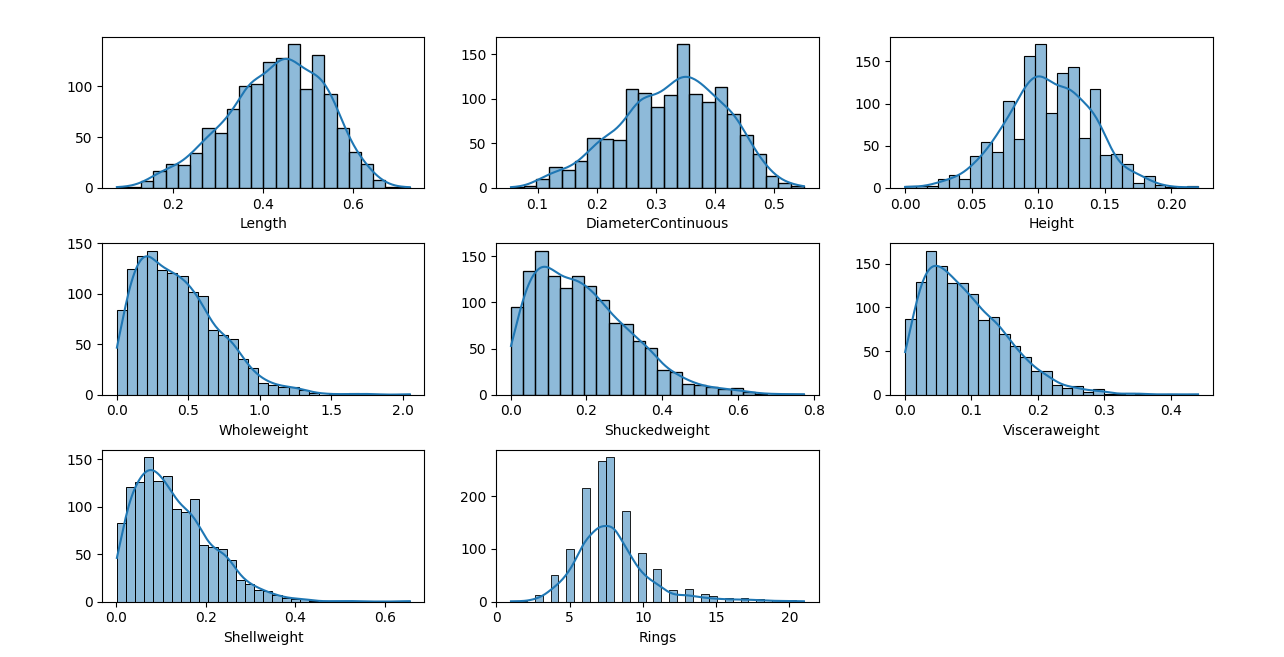 100
50
0
0.2 0.4 0.6
Length
150
100
50
0
0.1 0.2 0.3 0.4 0.5
DiameterContinuous
150
100
50
0
0.00 0.05 0.10 0.15 0.20
Height
150
100
50
0
0.0 0.5 1.0 1.5 2.0
Wholeweight
150
100
50
0
0.0 0.2 0.4 0.6 0.8
Shuckedweight
150
100
50
0
0.0 0.1 0.2 0.3 0.4
Visceraweight
150
100
50
0
0.0 0.2 0.4 0.6
Shellweight
200
100
0
0 5 10 15 20
Rings